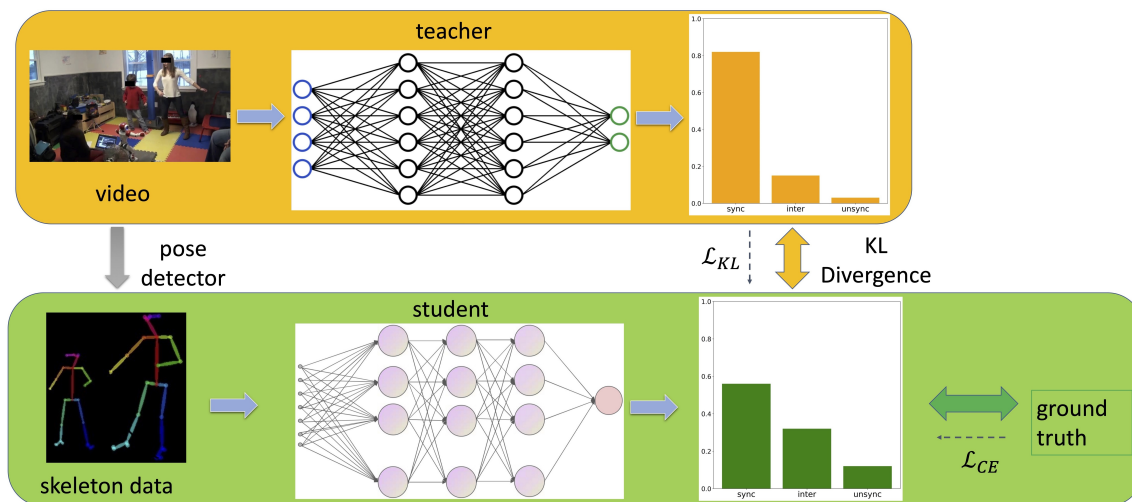 teacher
video
1.0
0.8
0.6
0.4
0.2
0.0
sync inter unsync
pose
detector
ℒ_KL
KL
Divergence
student
skeleton data
1.0
0.8
0.6
0.4
0.2
0.0
sync inter unsync
ground
truth
ℒ_CE